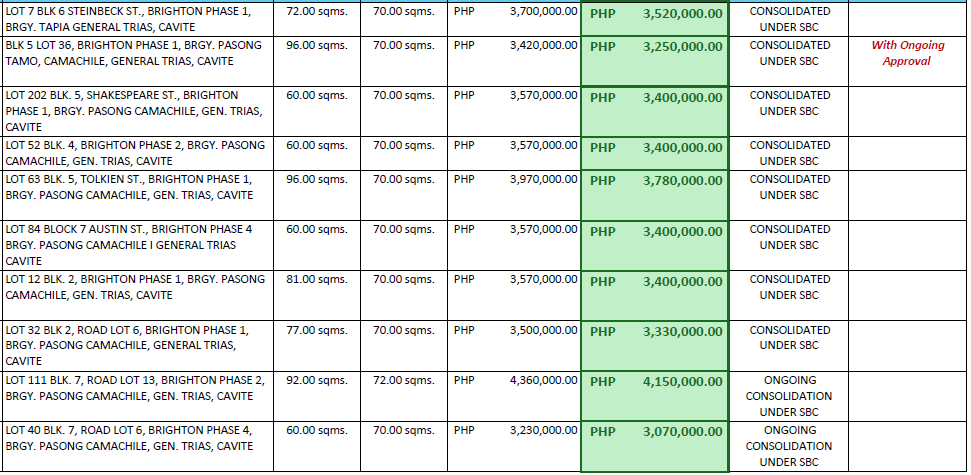 LOT 7 BLK 6 STEINBECK ST., BRIGHTON PHASE 1, BRGY. TAPIA GENERAL TRIAS, CAVITE 72.00 sqms. 70.00 sqms. PHP 3,700,000.00 PHP 3,520,000.00 CONSOLIDATED UNDER SBC
BLK 5 LOT 36, BRIGHTON PHASE 1, BRGY. PASONG TAMO, CAMACHILE, GENERAL TRIAS, CAVITE 96.00 sqms. 70.00 sqms. PHP 3,420,000.00 PHP 3,250,000.00 CONSOLIDATED UNDER SBC With Ongoing Approval
LOT 202 BLK. 5, SHAKESPEARE ST., BRIGHTON PHASE 1, BRGY. PASONG CAMACHILE, GEN. TRIAS, CAVITE 60.00 sqms. 70.00 sqms. PHP 3,570,000.00 PHP 3,400,000.00 CONSOLIDATED UNDER SBC
LOT 52 BLK. 4, BRIGHTON PHASE 2, BRGY. PASONG CAMACHILE, GEN. TRIAS, CAVITE 60.00 sqms. 70.00 sqms. PHP 3,570,000.00 PHP 3,400,000.00 CONSOLIDATED UNDER SBC
LOT 63 BLK. 5, TOLKIEN ST., BRIGHTON PHASE 1, BRGY. PASONG CAMACHILE, GEN. TRIAS, CAVITE 96.00 sqms. 70.00 sqms. PHP 3,970,000.00 PHP 3,780,000.00 CONSOLIDATED UNDER SBC
LOT 84 BLOCK 7 AUSTIN ST., BRIGHTON PHASE 4 BRGY. PASONG CAMACHILE I GENERAL TRIAS CAVITE 60.00 sqms. 70.00 sqms. PHP 3,570,000.00 PHP 3,400,000.00 CONSOLIDATED UNDER SBC
LOT 12 BLK. 2, BRIGHTON PHASE 1, BRGY. PASONG CAMACHILE, GEN. TRIAS, CAVITE 81.00 sqms. 70.00 sqms. PHP 3,570,000.00 PHP 3,400,000.00 CONSOLIDATED UNDER SBC
LOT 32 BLK 2, ROAD LOT 6, BRIGHTON PHASE 1, BRGY. PASONG CAMACHILE, GENERAL TRIAS, CAVITE 77.00 sqms. 70.00 sqms. PHP 3,500,000.00 PHP 3,330,000.00 CONSOLIDATED UNDER SBC
LOT 111 BLK. 7, ROAD LOT 13, BRIGHTON PHASE 2, BRGY. PASONG CAMACHILE, GEN. TRIAS, CAVITE 92.00 sqms. 72.00 sqms. PHP 4,360,000.00 PHP 4,150,000.00 ONGOING CONSOLIDATION UNDER SBC
LOT 40 BLK. 7, ROAD LOT 6, BRIGHTON PHASE 4, BRGY. PASONG CAMACHILE, GEN. TRIAS, CAVITE 60.00 sqms. 70.00 sqms. PHP 3,230,000.00 PHP 3,070,000.00 ONGOING CONSOLIDATION UNDER SBC